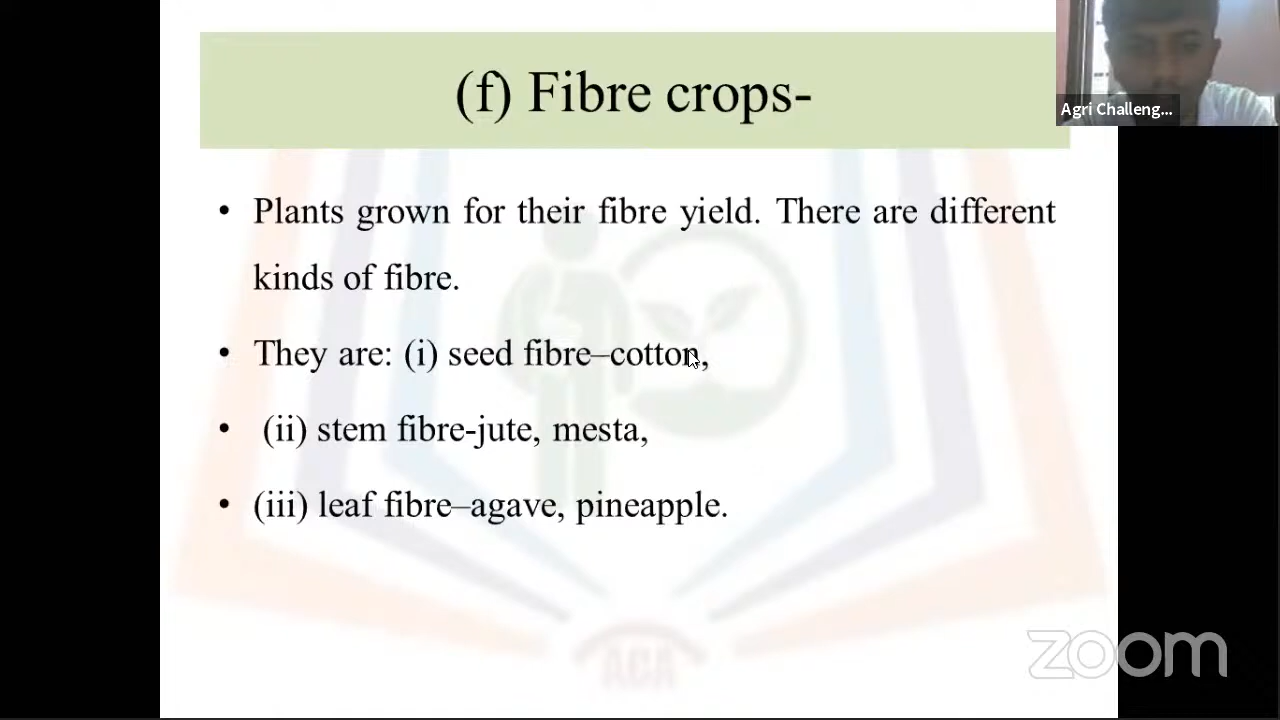 (f) Fibre crops-
Agri Challeng...
• Plants grown for their fibre yield. There are different
kinds of fibre.
• They are: (i) seed fibre–cotton,
• (ii) stem fibre-jute, mesta,
• (iii) leaf fibre–agave, pineapple.
ACA
zoom